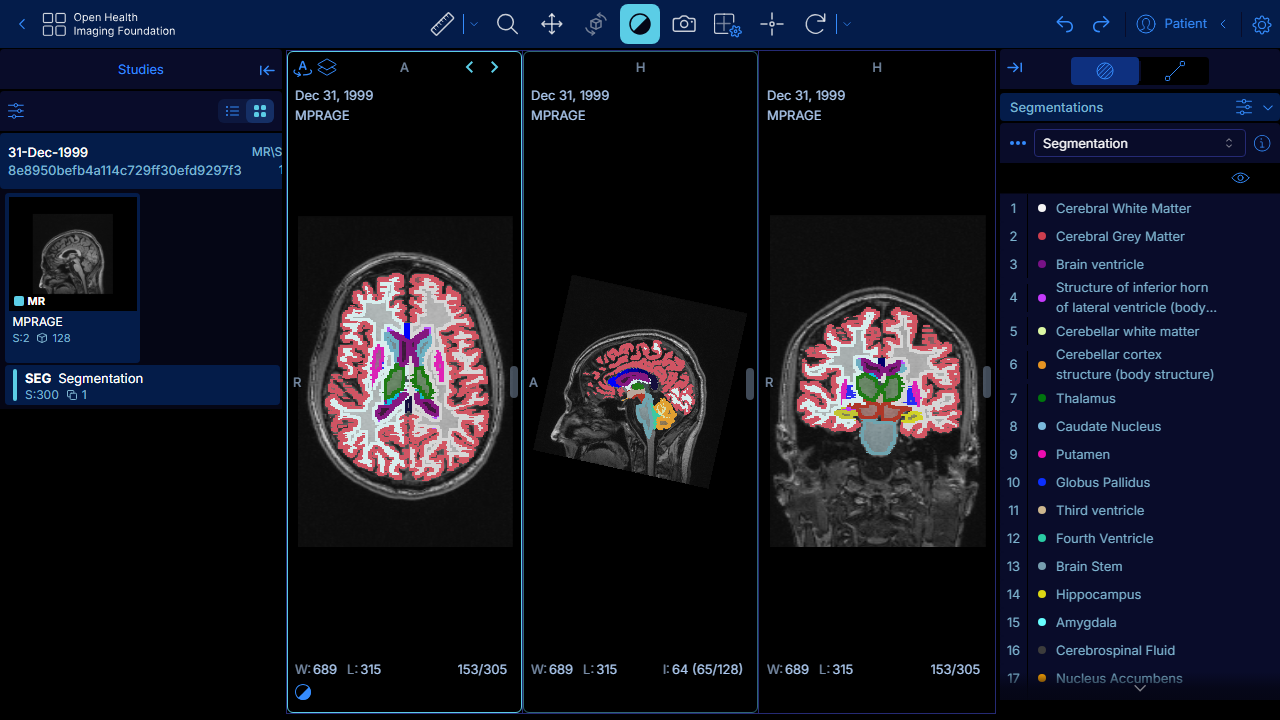 Open Health
Imaging Foundation
Patient
Studies
31-Dec-1999
MR\S
8e8950befb4a114c729ff30efd9297f3
MR
MPRAGE
S:2 128
SEG Segmentation
S:300 1
A
A
R
Dec 31, 1999
MPRAGE
W: 689 L: 315 153/305
H
A
Dec 31, 1999
MPRAGE
W: 689 L: 315 I: 64 (65/128)
H
R
Dec 31, 1999
MPRAGE
W: 689 L: 315 153/305
Segmentations
Segmentation
1 Cerebral White Matter
2 Cerebral Grey Matter
3 Brain ventricle
4 Structure of inferior horn
of lateral ventricle (body...
5 Cerebellar white matter
6 Cerebellar cortex
structure (body structure)
7 Thalamus
8 Caudate Nucleus
9 Putamen
10 Globus Pallidus
11 Third ventricle
12 Fourth Ventricle
13 Brain Stem
14 Hippocampus
15 Amygdala
16 Cerebrospinal Fluid
17 Nucleus Accumbens